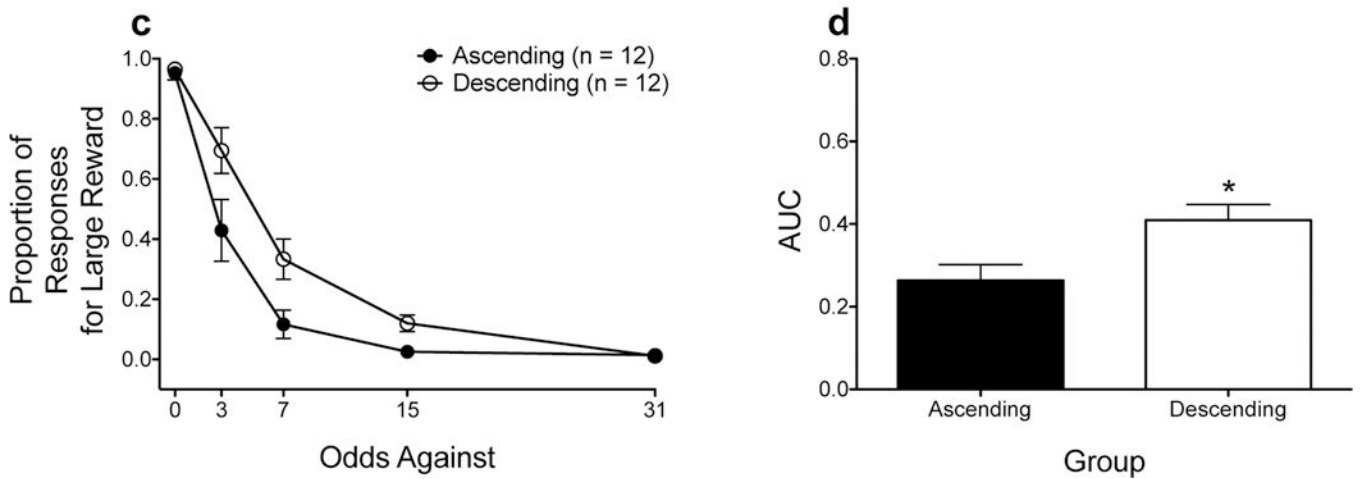 c
Ascending (n = 12)
Descending (n = 12)
Proportion of
Responses
for Large Reward
1.0
0.8
0.6
0.4
0.2
0.0
0
3
7
15
31
Odds Against
d
AUC
0.8
0.6
0.4
0.2
0.0
*
Ascending
Descending
Group